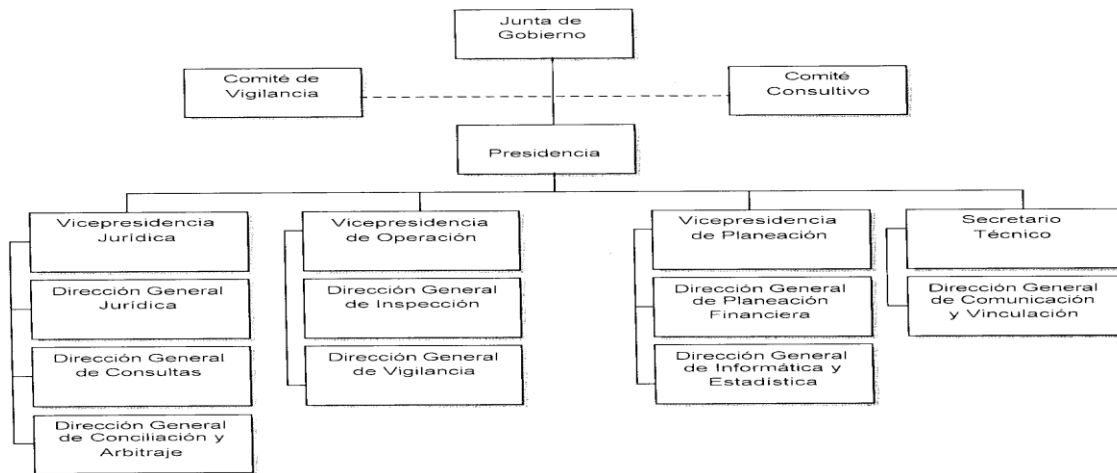 Junta de
Gobierno
Comité de
Vigilancia
Comité
Consultivo
Presidencia
Vicepresidencia
Jurídica
Vicepresidencia
de Operación
Vicepresidencia
de Planeación
Secretario
Técnico
Dirección General
Jurídica
Dirección General
de Inspección
Dirección General
de Planeación
Financiera
Dirección General
de Comunicación
y Vinculación
Dirección General
de Consultas
Dirección General
de Vigilancia
Dirección General
de Informática y
Estadística
Dirección General
de Conciliación y
Arbitraje